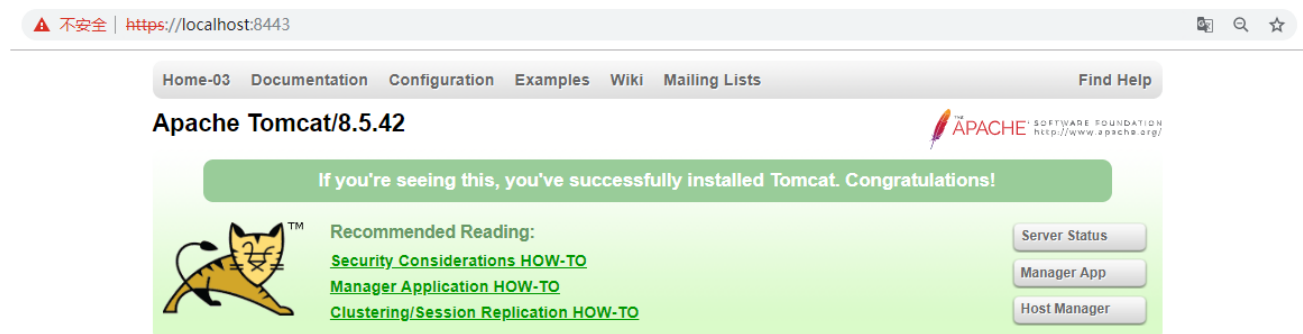 不安全 | https://localhost:8443
Home-03 Documentation Configuration Examples Wiki Mailing Lists Find Help
Apache Tomcat/8.5.42
THE
APACHE SOFTWARE FOUNDATION
http://www.apache.org/
If you're seeing this, you've successfully installed Tomcat. Congratulations!
TM
Recommended Reading:
Security Considerations HOW-TO
Manager Application HOW-TO
Clustering/Session Replication HOW-TO
Server Status
Manager App
Host Manager